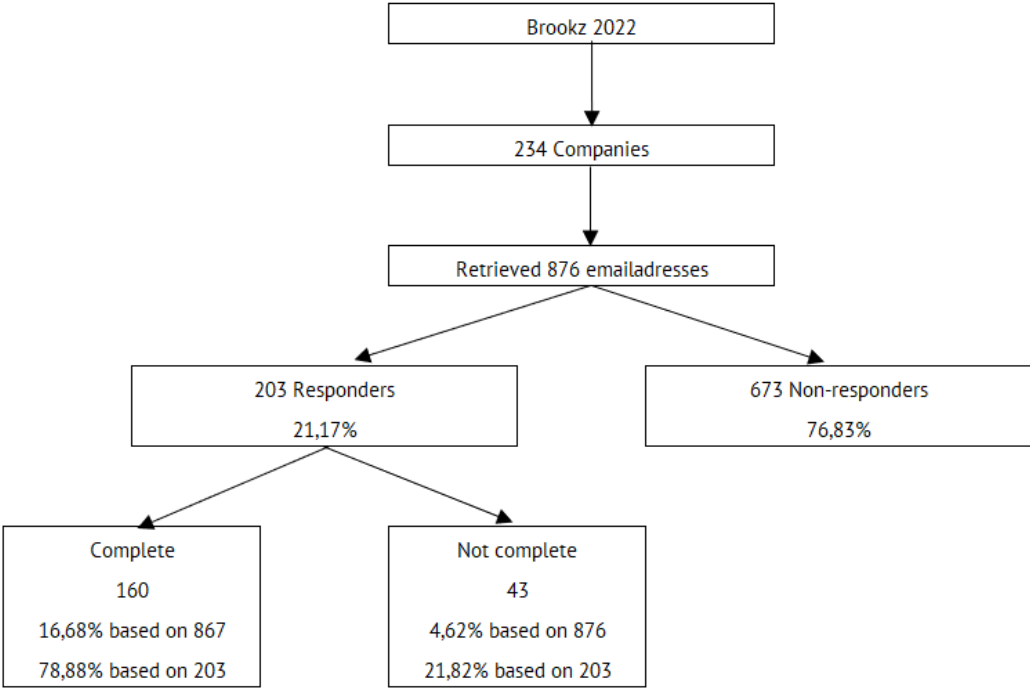 Brookz 2022
234 Companies
Retrieved 876 emailadresses
203 Responders
21,17%
673 Non-responders
76,83%
Complete
160
16,68% based on 867
78,88% based on 203
Not complete
43
4,62% based on 876
21,82% based on 203